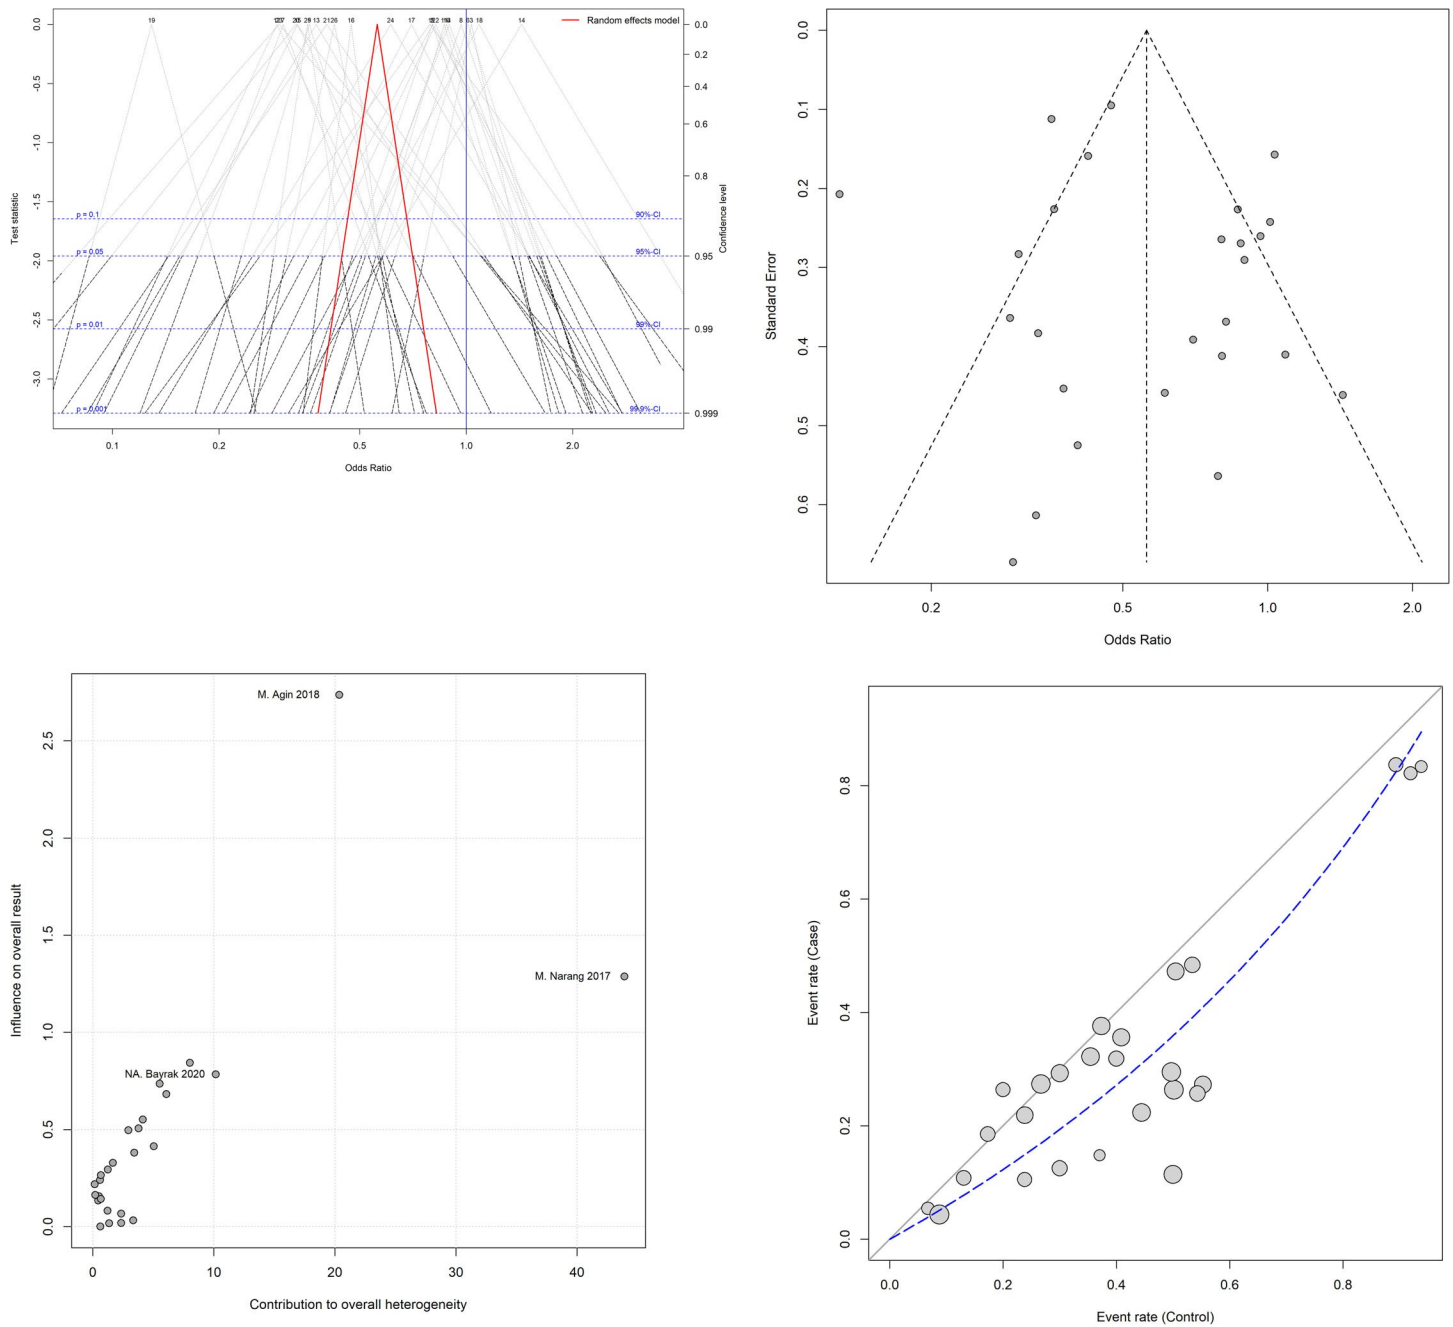 19 13 21 26 16 24 17 8 18 14
Random effects model
0.0
-0.5
-1.0
-1.5
-2.0
-2.5
-3.0
Test statistic
p = 0.1
p = 0.05
p = 0.01
p = 0.001
90%-CI
95%-CI
99%-CI
99.9%-CI
0.0
0.2
0.4
0.6
0.8
0.95
0.99
0.999
Confidence level
0.1 0.2 0.5 1.0 2.0
Odds Ratio
0.0
0.1
0.2
0.3
0.4
0.5
0.6
Standard Error
0.2 0.5 1.0 2.0
Odds Ratio
M. Agin 2018
M. Narang 2017
NA. Bayrak 2020
2.5
2.0
1.5
1.0
0.5
0.0
Influence on overall result
0 10 20 30 40
Contribution to overall heterogeneity
0.8
0.6
0.4
0.2
0.0
Event rate (Case)
0.0 0.2 0.4 0.6 0.8
Event rate (Control)